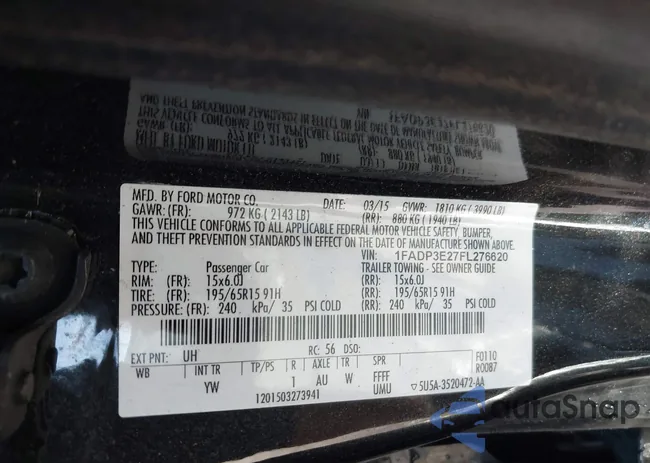 MFD. BY FORD MOTOR CO. DATE: 03/15 GVWR: 1810 KG ( 3990 LB)
GAWR: (FR): 972 KG ( 2143 LB) (RR): 880 KG ( 1940 LB)
THIS VEHICLE CONFORMS TO ALL APPLICABLE FEDERAL MOTOR VEHICLE SAFETY, BUMPER,
AND THEFT PREVENTION STANDARDS IN EFFECT ON THE DATE OF MANUFACTURE SHOWN ABOVE.
VIN: 1FADP3E27FL276620
TYPE: Passenger Car TRAILER TOWING - SEE OWNER GUIDE
RIM: (FR) 15x6.0J (RR) 15x6.0J
TIRE: (FR) 195/65R15 91H (RR) 195/65R15 91H
PRESSURE: (FR) 240 kPa/ 35 PSI COLD (RR) 240 kPa/ 35 PSI COLD
EXT PNT: UH RC: 56 DSO: F0110
WB INT TR TP/PS R AXLE TR SPR R0087
YW 1 AU W FFFF
1201503273941 UMU ▽5U5A-3520472-AA
autoSnap